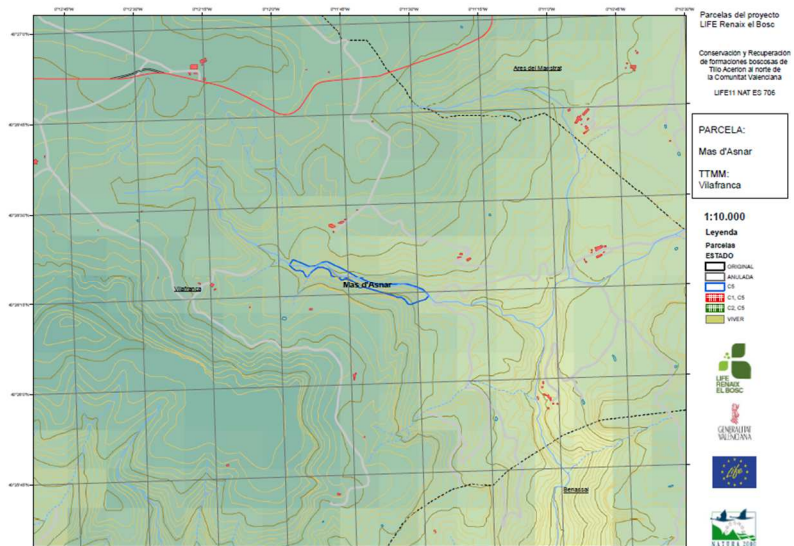 Parcelas del proyecto
LIFE Renaix el Bosc
Conservación y Recuperación
de formaciones boscosas de
Tilio Acerion al norte de
la Comunitat Valenciana
LIFE11 NAT ES 706
PARCELA:
Mas d'Asnar
TTMM:
Vilafranca
1:10.000
Leyenda
Parcelas
ESTADO
ORIGINAL
ANULADA
C5
C1, C5
C2, C5
VIVER
LIFE
RENAIX
EL BOSC
GENERALITAT
VALENCIANA
Life
NATURA 2000
Ares del Maestrat
Vilafranca
Mas d'Asnar
Benassal